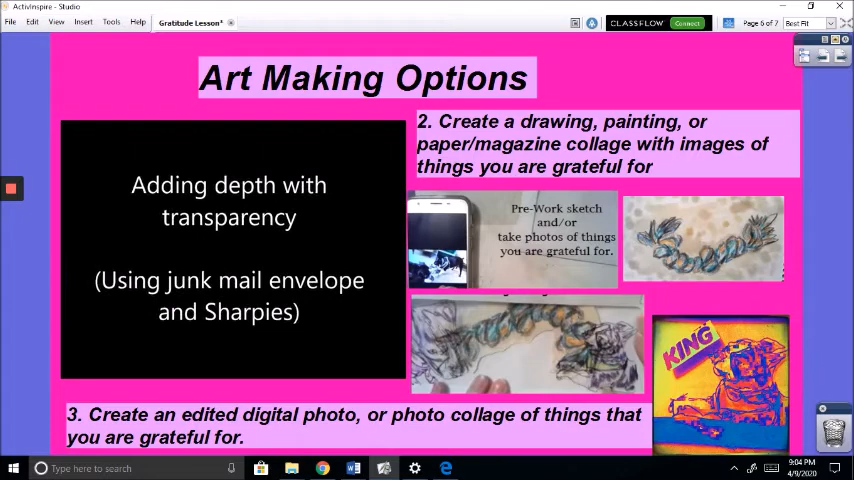 ActivInspire - Studio
File Edit View Insert Tools Help
Gratitude Lesson*
CLASSFLOW Connect
Page 6 of 7
Best Fit
Art Making Options
Adding depth with
transparency
(Using junk mail envelope
and Sharpies)
2. Create a drawing, painting, or
paper/magazine collage with images of
things you are grateful for
Pre-Work sketch
and/or
take photos of things
you are grateful for.
KING
3. Create an edited digital photo, or photo collage of things that
you are grateful for.
Type here to search
9:04 PM
4/9/2020